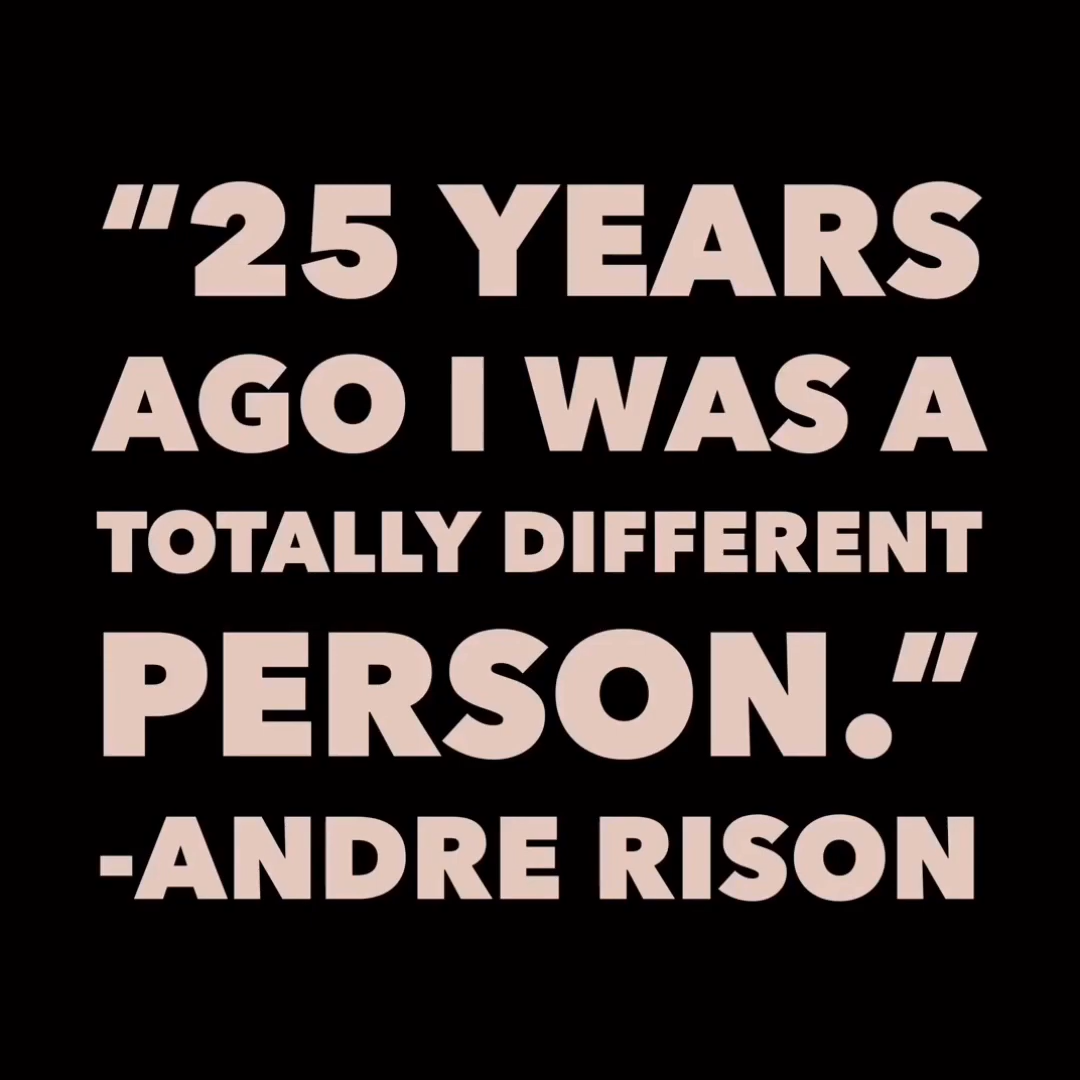 “25 YEARS
AGO I WAS A
TOTALLY DIFFERENT
PERSON.”
-ANDRE RISON